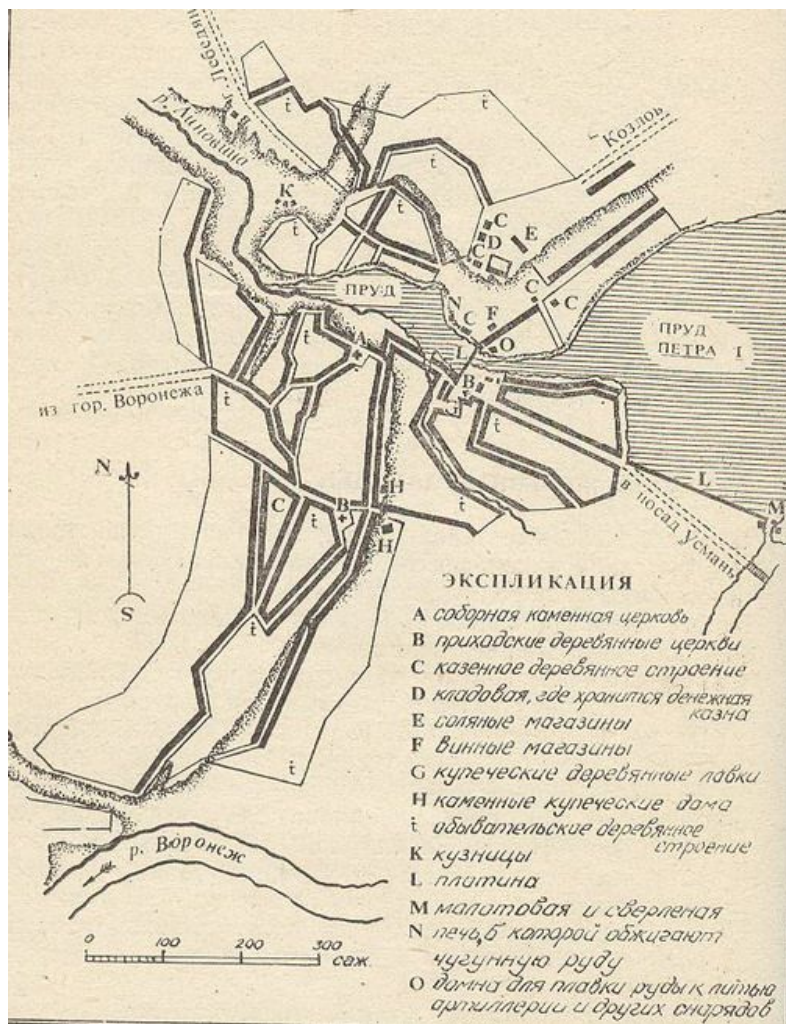 г. Лебедянь
р. Липовица
г. Козлов
К
t
t
t
t
t
C
D
C
E
C
C
ПРУД
N
C
F
L
O
ПРУД
ПЕТРА I
A
B
G
t
из гор. Воронежа
t
t
N
S
C
t
B
H
H
t
L
M
в посад Усмань
t
t
р. Воронеж
0 100 200 300
саж.
ЭКСПЛИКАЦИЯ
A соборная каменная церковь
B приходские деревянные церкви
C казенное деревянное строение
D кладовая, где хранится денежная
казна
E соляные магазины
F винные магазины
G купеческие деревянные лавки
H каменные купеческие дома
t обывательские деревянное
строение
K кузницы
L плотина
M молотовая и сверленая
N печь, в которой обжигают
чугунную руду
O домна для плавки руды к литью
артиллерии и других снарядов